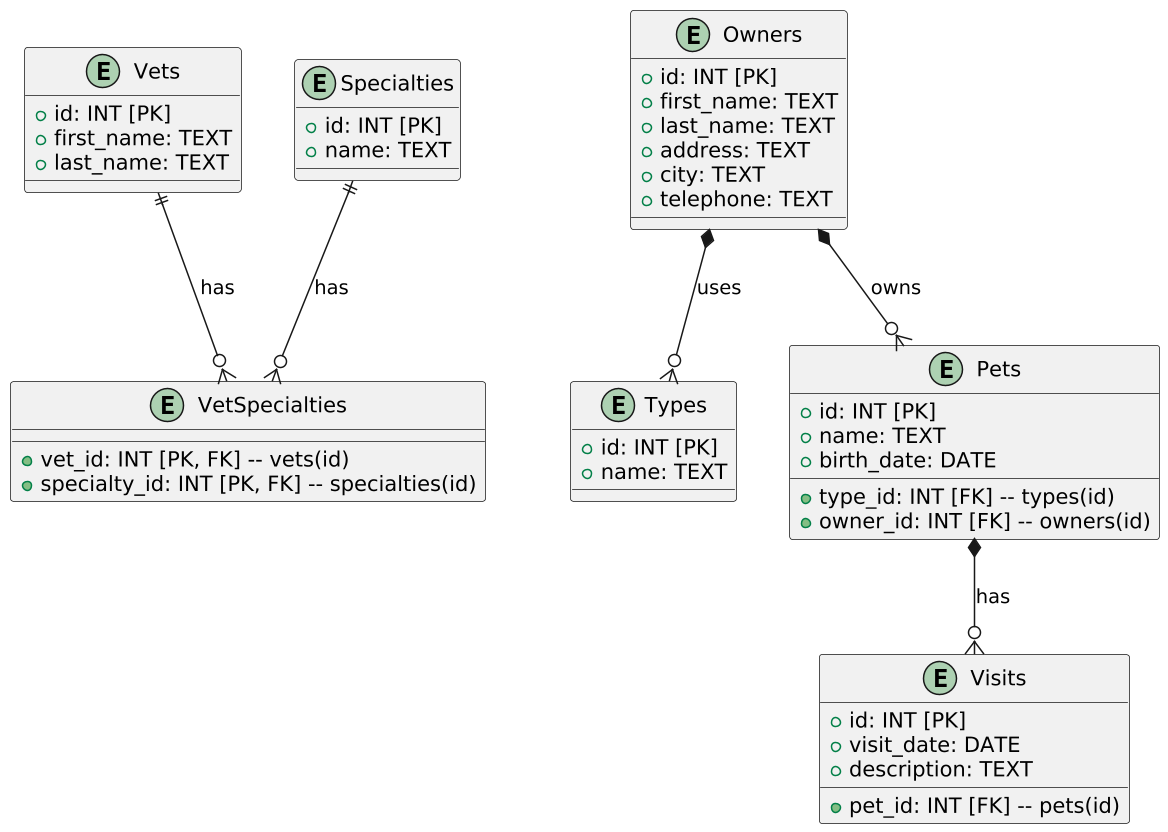 E Vets
id: INT [PK]
first_name: TEXT
last_name: TEXT
E Specialties
id: INT [PK]
name: TEXT
E Owners
id: INT [PK]
first_name: TEXT
last_name: TEXT
address: TEXT
city: TEXT
telephone: TEXT
has
has
uses
owns
E VetSpecialties
vet_id: INT [PK, FK] -- vets(id)
specialty_id: INT [PK, FK] -- specialties(id)
E Types
id: INT [PK]
name: TEXT
E Pets
id: INT [PK]
name: TEXT
birth_date: DATE
type_id: INT [FK] -- types(id)
owner_id: INT [FK] -- owners(id)
has
E Visits
id: INT [PK]
visit_date: DATE
description: TEXT
pet_id: INT [FK] -- pets(id)